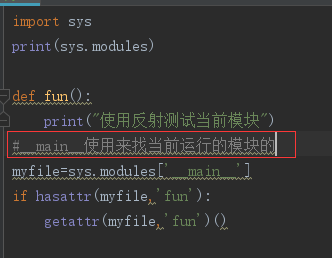 import sys
print(sys.modules)
def fun():
    print("使用反射测试当前模块")
#__main__使用来找当前运行的模块的
myfile=sys.modules['__main__']
if hasattr(myfile,'fun'):
    getattr(myfile,'fun')()